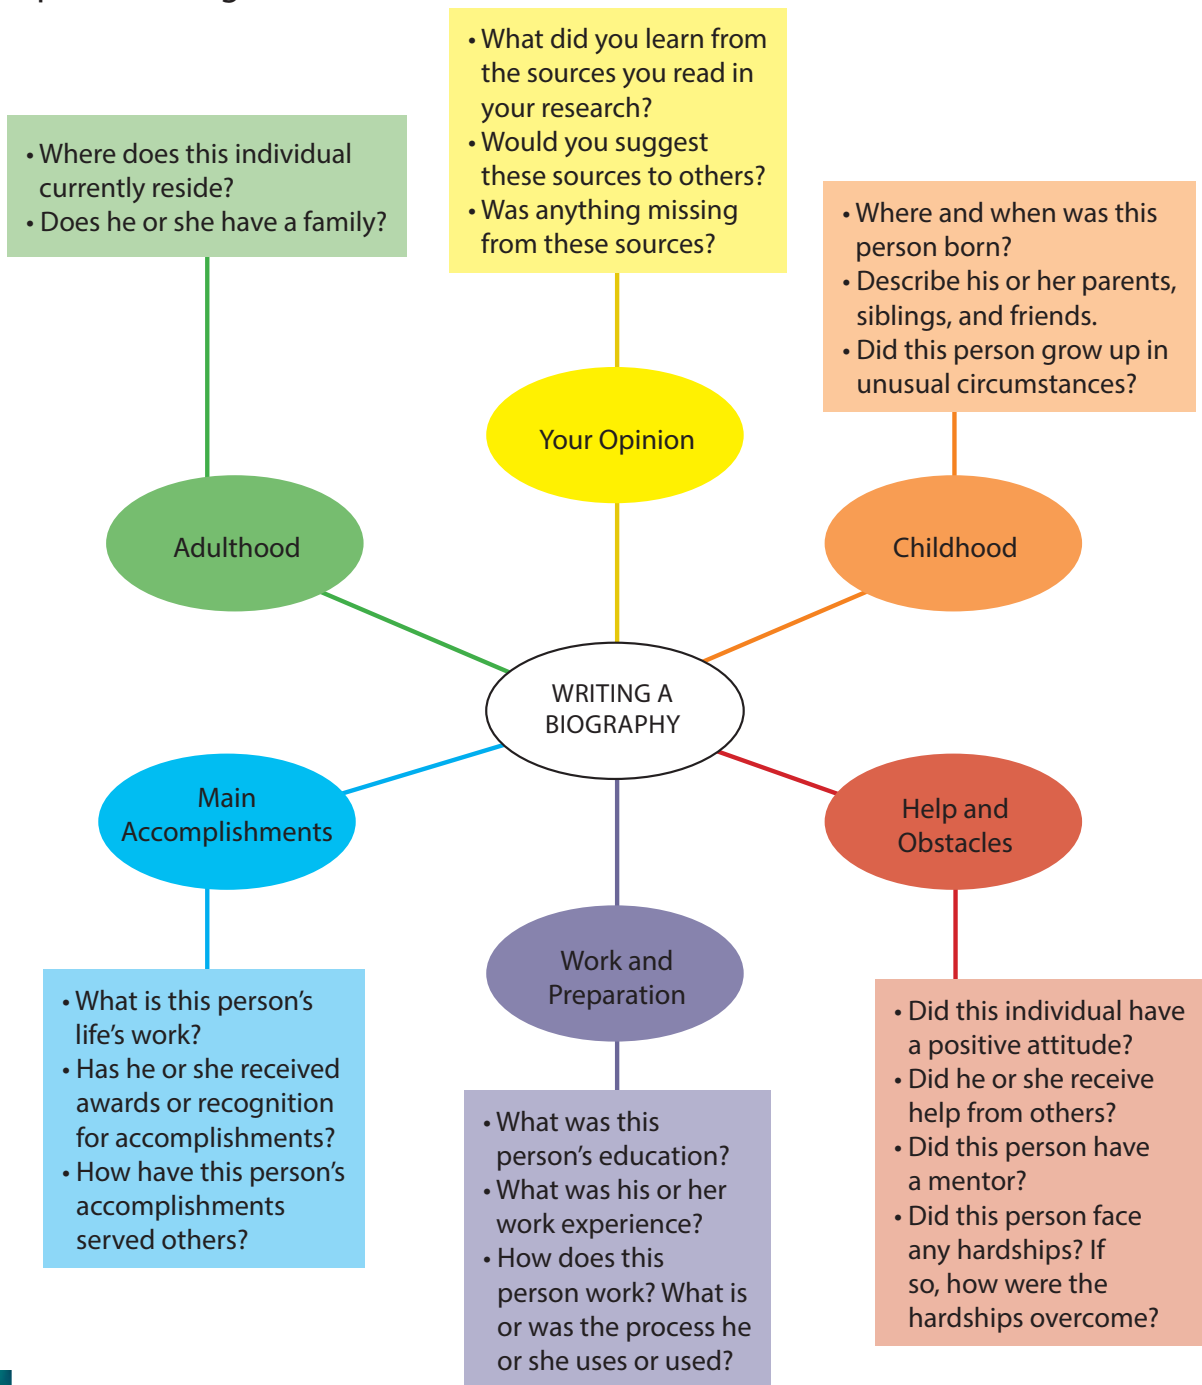 • What did you learn from
the sources you read in
your research?
• Would you suggest
these sources to others?
• Was anything missing
from these sources?
• Where does this individual
currently reside?
• Does he or she have a family?
• Where and when was this
person born?
• Describe his or her parents,
siblings, and friends.
• Did this person grow up in
unusual circumstances?
Your Opinion
Adulthood
Childhood
WRITING A
BIOGRAPHY
Main
Accomplishments
Help and
Obstacles
Work and
Preparation
• What is this person's
life's work?
• Has he or she received
awards or recognition
for accomplishments?
• How have this person's
accomplishments
served others?
• What was this
person's education?
• What was his or her
work experience?
• How does this
person work? What is
or was the process he
or she uses or used?
• Did this individual have
a positive attitude?
• Did he or she receive
help from others?
• Did this person have
a mentor?
• Did this person face
any hardships? If
so, how were the
hardships overcome?